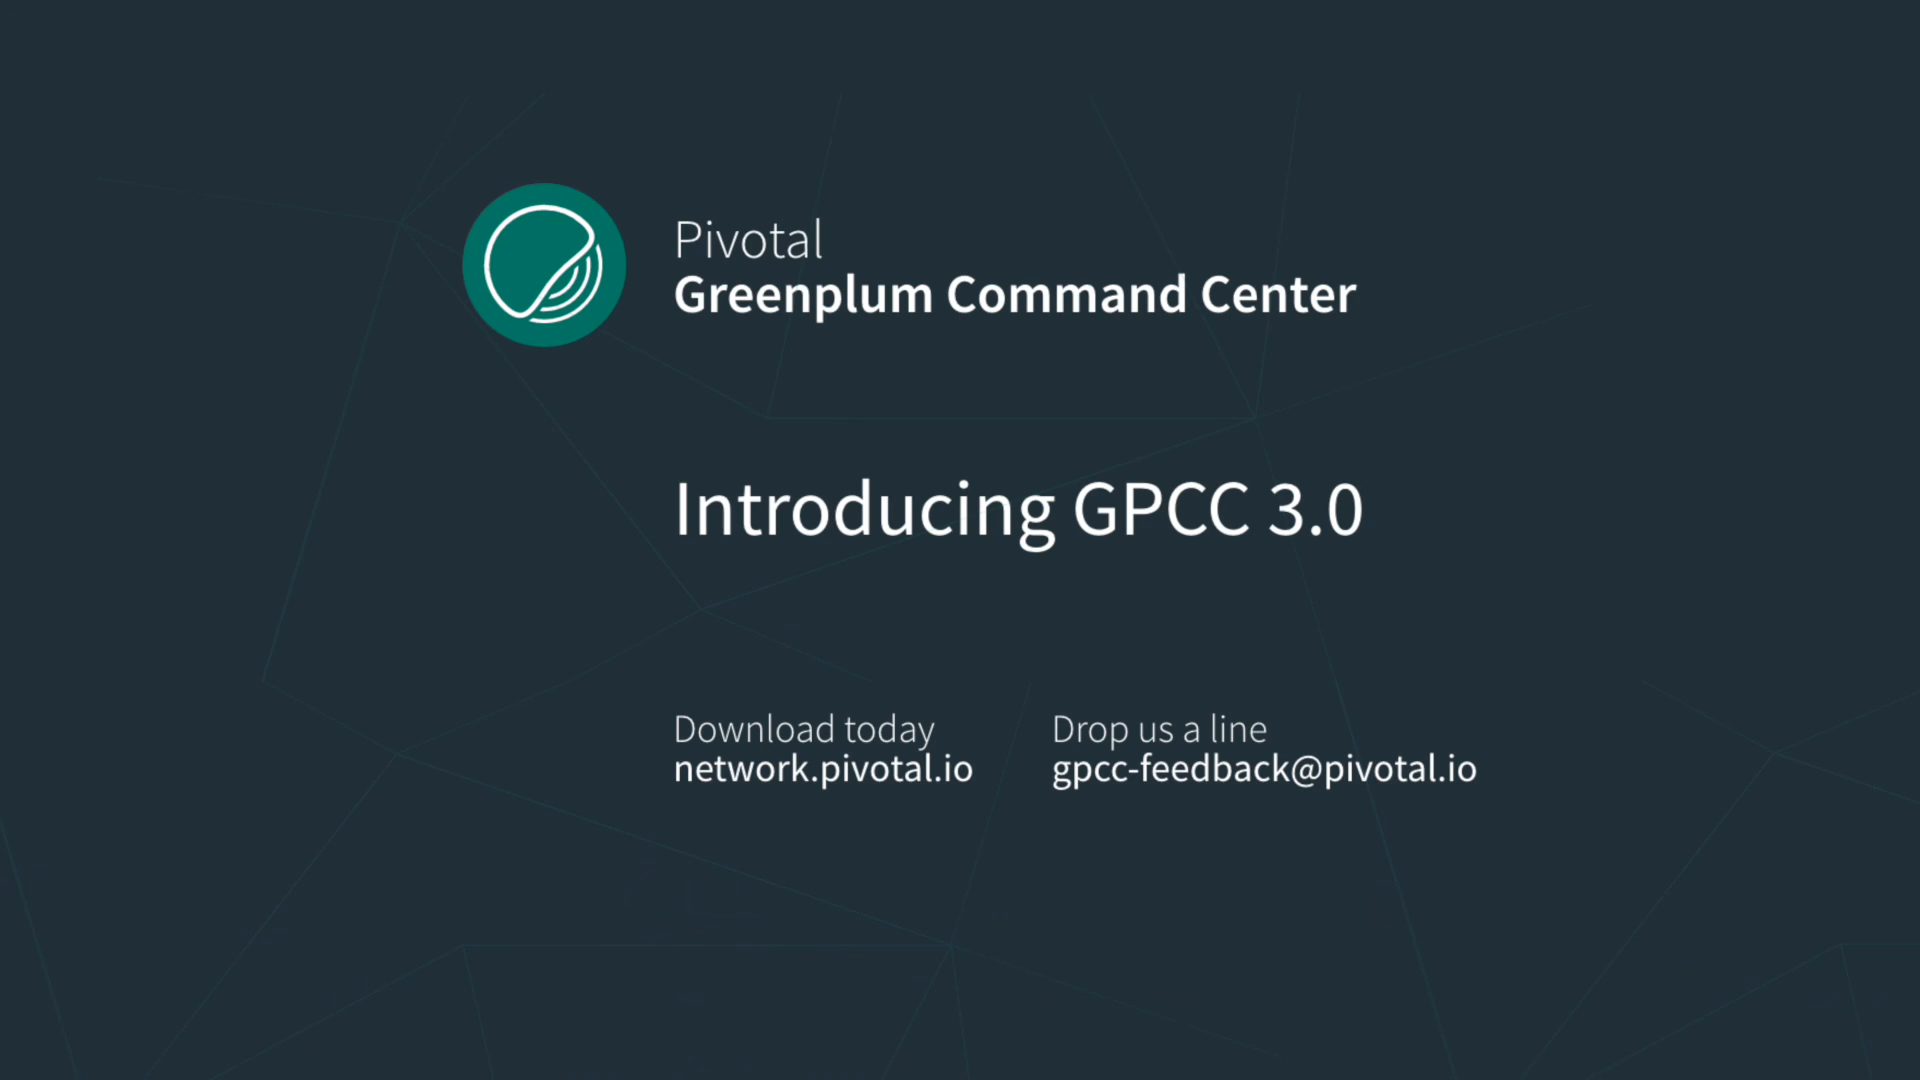 Pivotal
Greenplum Command Center
Introducing GPCC 3.0
Download today
network.pivotal.io
Drop us a line
gpcc-feedback@pivotal.io